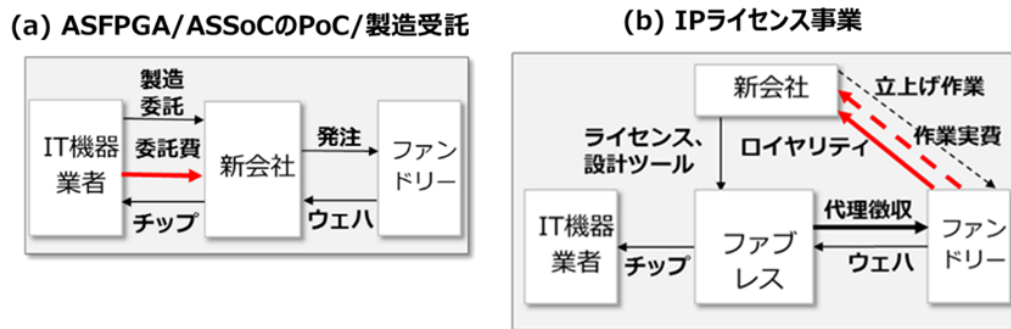 (a) ASFPGA/ASSoCのPoC/製造受託
製造
委託
IT機器
業者
委託費
新会社
発注
ファン
ドリー
チップ
ウェハ
(b) IPライセンス事業
新会社
立上げ作業
ライセンス、
設計ツール
ロイヤリティ
作業実費
IT機器
業者
チップ
ファブ
レス
代理徴収
ウェハ
ファン
ドリー